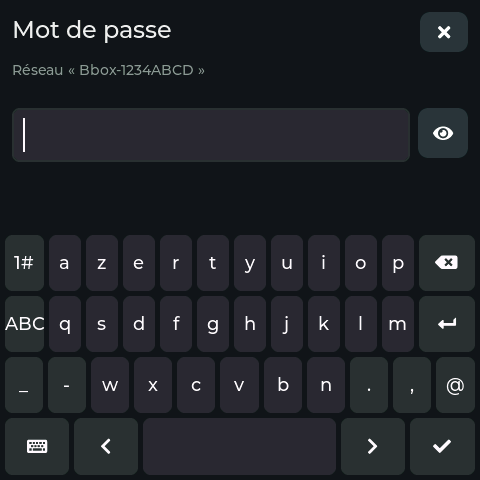 Mot de passe
Réseau « Bbox-1234ABCD »
1# a z e r t y u i o p
ABC q s d f g h j k l m
_ - w x c v b n . , @